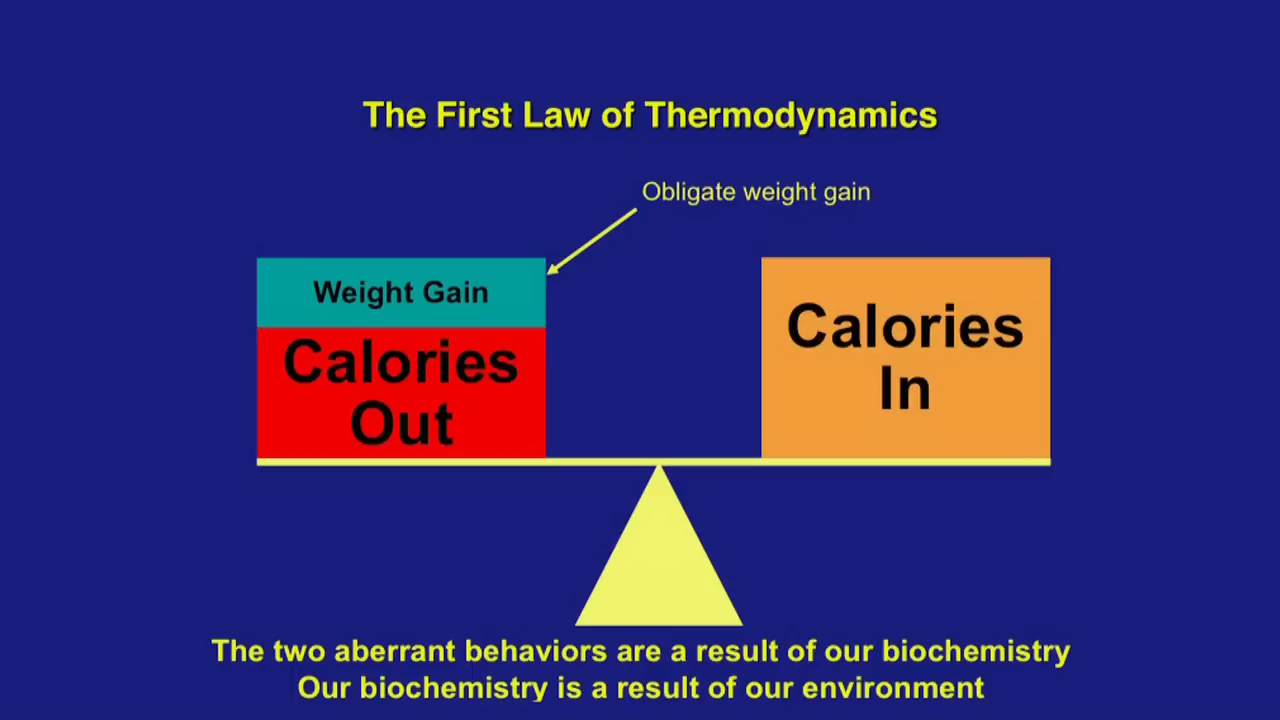 The First Law of Thermodynamics
Obligate weight gain
Weight Gain
Calories
Out
Calories
In
The two aberrant behaviors are a result of our biochemistry
Our biochemistry is a result of our environment